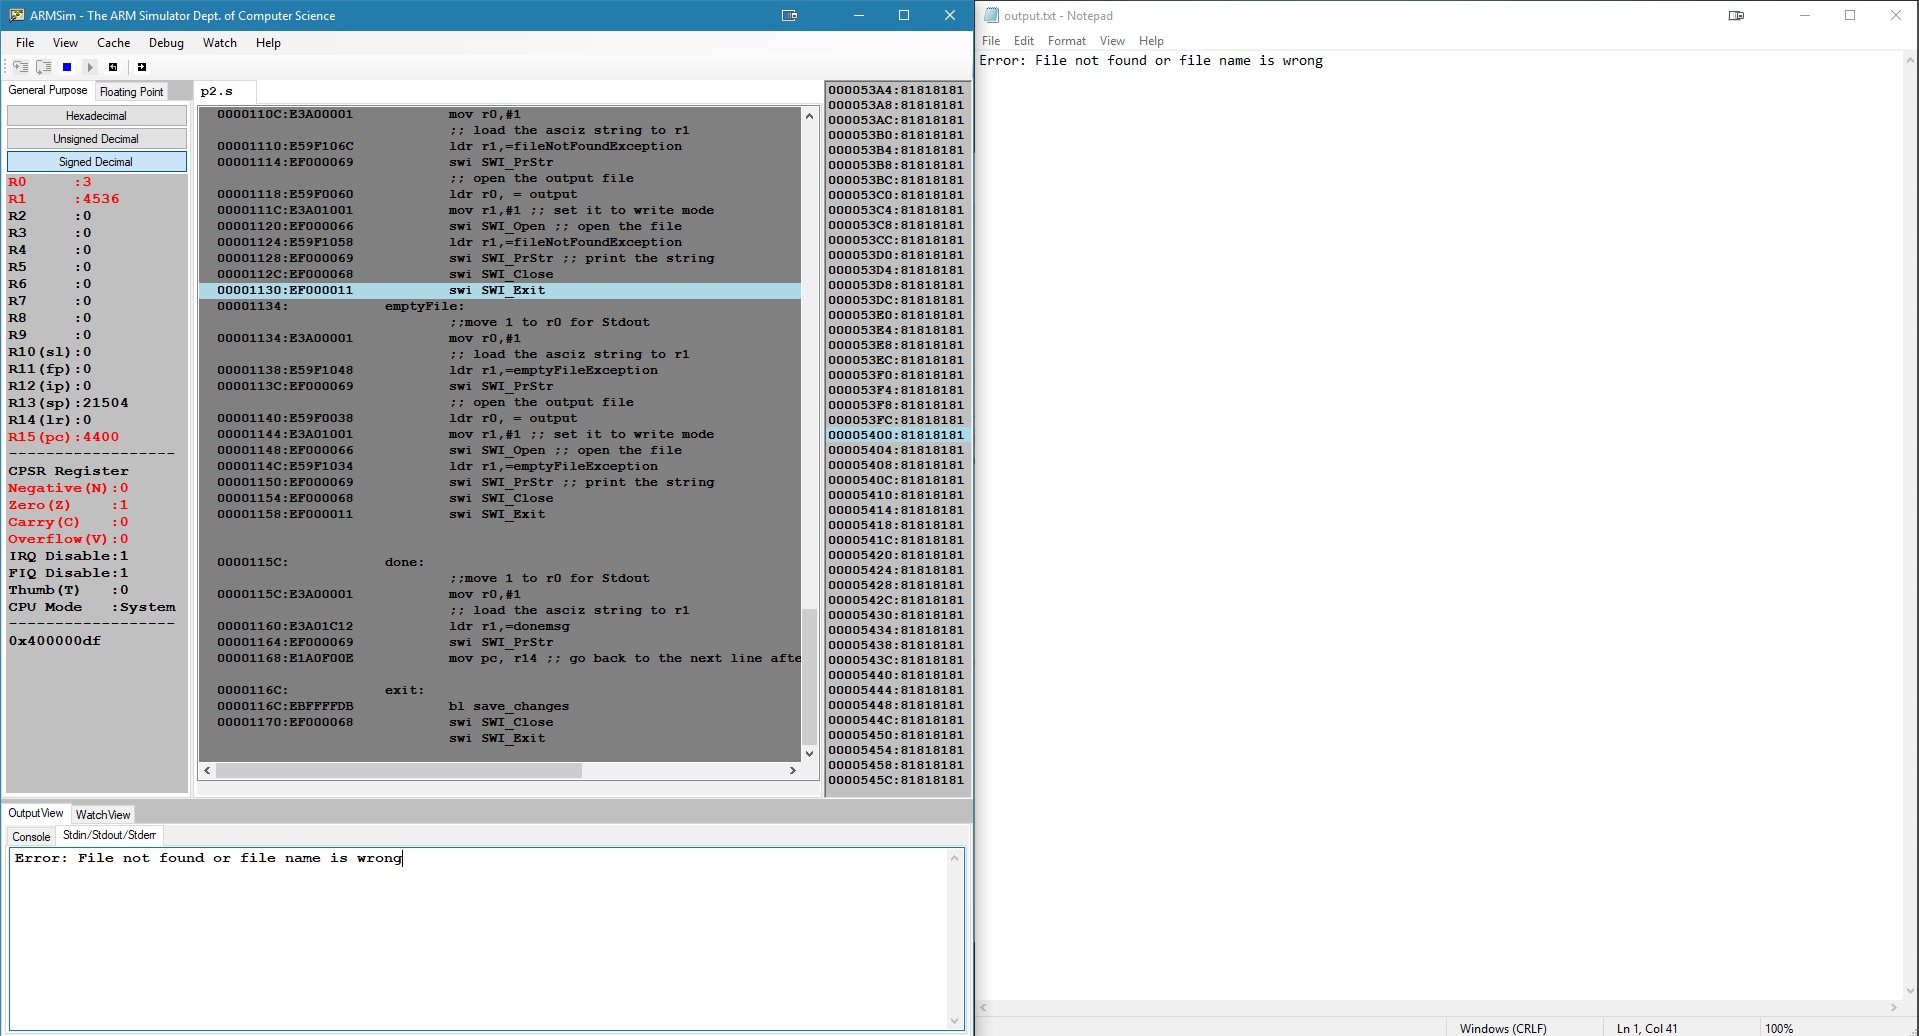 ARMSim - The ARM Simulator Dept. of Computer Science
File View Cache Debug Watch Help
General Purpose Floating Point
Hexadecimal
Unsigned Decimal
Signed Decimal
R0 :3
R1 :4536
R2 :0
R3 :0
R4 :0
R5 :0
R6 :0
R7 :0
R8 :0
R9 :0
R10(sl):0
R11(fp):0
R12(ip):0
R13(sp):21504
R14(lr):0
R15(pc):4400
------------------
CPSR Register
Negative(N):0
Zero(Z) :1
Carry(C) :0
Overflow(V):0
IRQ Disable:1
FIQ Disable:1
Thumb(T) :0
CPU Mode :System
------------------
0x400000df
p2.s
0000110C:E3A00001 mov r0,#1
;; load the asciz string to r1
00001110:E59F106C ldr r1,=fileNotFoundException
00001114:EF000069 swi SWI_PrStr
;; open the output file
00001118:E59F0060 ldr r0, = output
0000111C:E3A01001 mov r1,#1 ;; set it to write mode
00001120:EF000066 swi SWI_Open ;; open the file
00001124:E59F1058 ldr r1,=fileNotFoundException
00001128:EF000069 swi SWI_PrStr ;; print the string
0000112C:EF000068 swi SWI_Close
00001130:EF000011 swi SWI_Exit
00001134: emptyFile:
;;move 1 to r0 for Stdout
00001134:E3A00001 mov r0,#1
;; load the asciz string to r1
00001138:E59F1048 ldr r1,=emptyFileException
0000113C:EF000069 swi SWI_PrStr
;; open the output file
00001140:E59F0038 ldr r0, = output
00001144:E3A01001 mov r1,#1 ;; set it to write mode
00001148:EF000066 swi SWI_Open ;; open the file
0000114C:E59F1034 ldr r1,=emptyFileException
00001150:EF000069 swi SWI_PrStr ;; print the string
00001154:EF000068 swi SWI_Close
00001158:EF000011 swi SWI_Exit
0000115C: done:
;;move 1 to r0 for Stdout
0000115C:E3A00001 mov r0,#1
;; load the asciz string to r1
00001160:E3A01C12 ldr r1,=donemsg
00001164:EF000069 swi SWI_PrStr
00001168:E1A0F00E mov pc, r14 ;; go back to the next line afte
0000116C: exit:
0000116C:EBFFFFDB bl save_changes
00001170:EF000068 swi SWI_Close
swi SWI_Exit
000053A4:81818181
000053A8:81818181
000053AC:81818181
000053B0:81818181
000053B4:81818181
000053B8:81818181
000053BC:81818181
000053C0:81818181
000053C4:81818181
000053C8:81818181
000053CC:81818181
000053D0:81818181
000053D4:81818181
000053D8:81818181
000053DC:81818181
000053E0:81818181
000053E4:81818181
000053E8:81818181
000053EC:81818181
000053F0:81818181
000053F4:81818181
000053F8:81818181
000053FC:81818181
00005400:81818181
00005404:81818181
00005408:81818181
0000540C:81818181
00005410:81818181
00005414:81818181
00005418:81818181
0000541C:81818181
00005420:81818181
00005424:81818181
00005428:81818181
0000542C:81818181
00005430:81818181
00005434:81818181
00005438:81818181
0000543C:81818181
00005440:81818181
00005444:81818181
00005448:81818181
0000544C:81818181
00005450:81818181
00005454:81818181
00005458:81818181
0000545C:81818181
OutputView WatchView
Console Stdin/Stdout/Stderr
Error: File not found or file name is wrong
output.txt - Notepad
File Edit Format View Help
Error: File not found or file name is wrong
Windows (CRLF) Ln 1, Col 41 100%